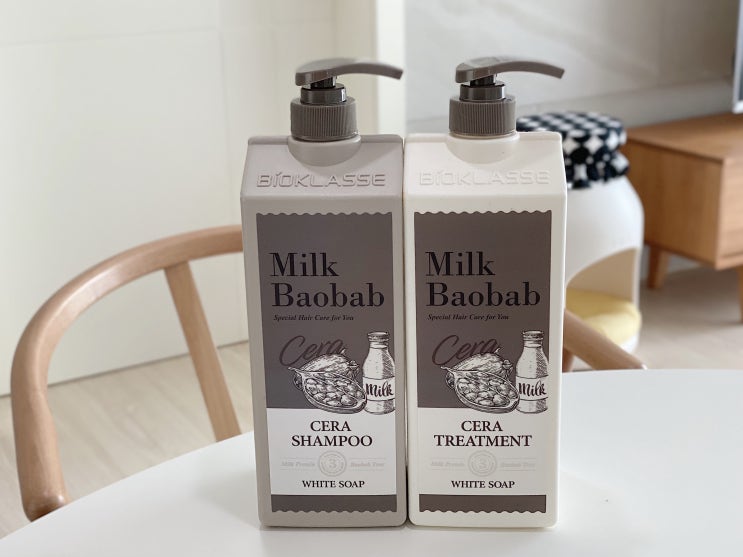 BIOKLASSE
Milk
Baobab
Special Hair Care for You
Cera
Milk
CERA
SHAMPOO
Milk Protein 3 Baobab Tree
WHITE SOAP
BIOKLASSE
Milk
Baobab
Special Hair Care for You
Cera
Milk
CERA
TREATMENT
Milk Protein 3 Baobab Tree
WHITE SOAP